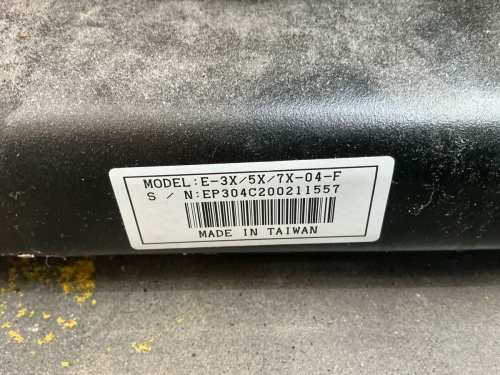 MODEL:E-3X/5X/7X-04-F
S / N:EP304C200211557
MADE IN TAIWAN